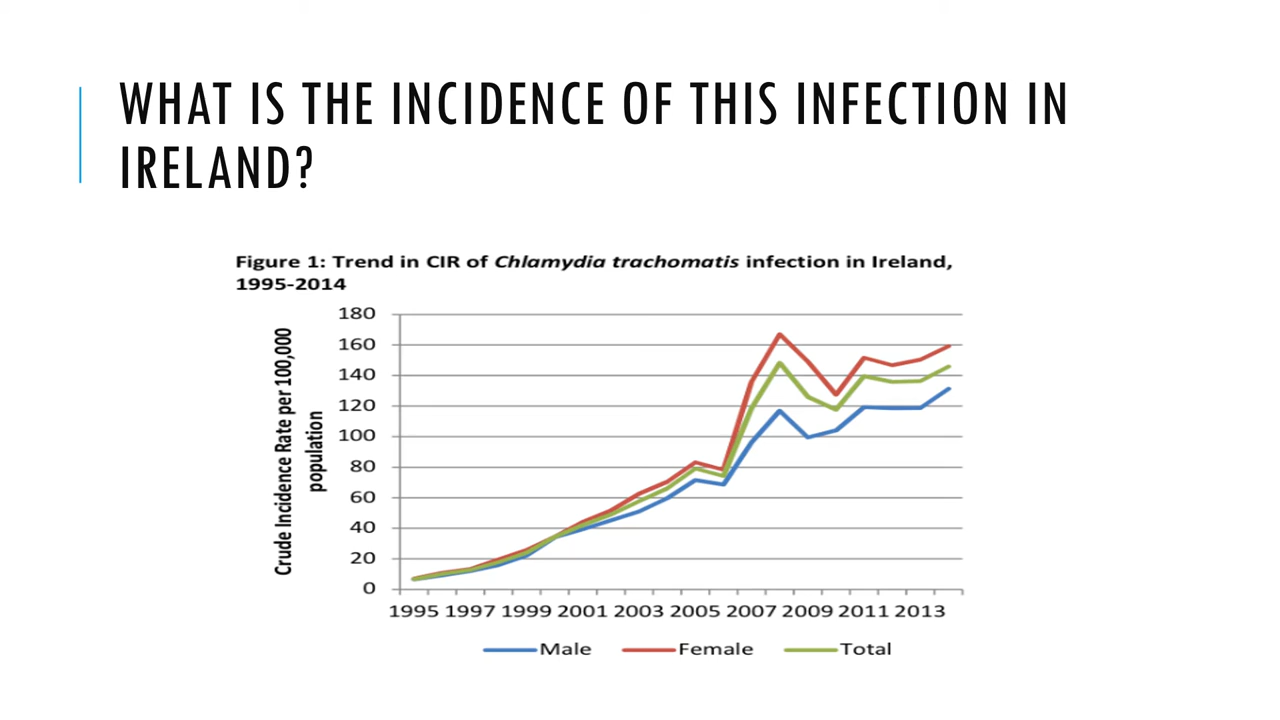 WHAT IS THE INCIDENCE OF THIS INFECTION IN
IRELAND?
Figure 1: Trend in CIR of Chlamydia trachomatis infection in Ireland,
1995-2014
Crude Incidence Rate per 100,000
population
180
160
140
120
100
80
60
40
20
0
1995 1997 1999 2001 2003 2005 2007 2009 2011 2013
Male Female Total